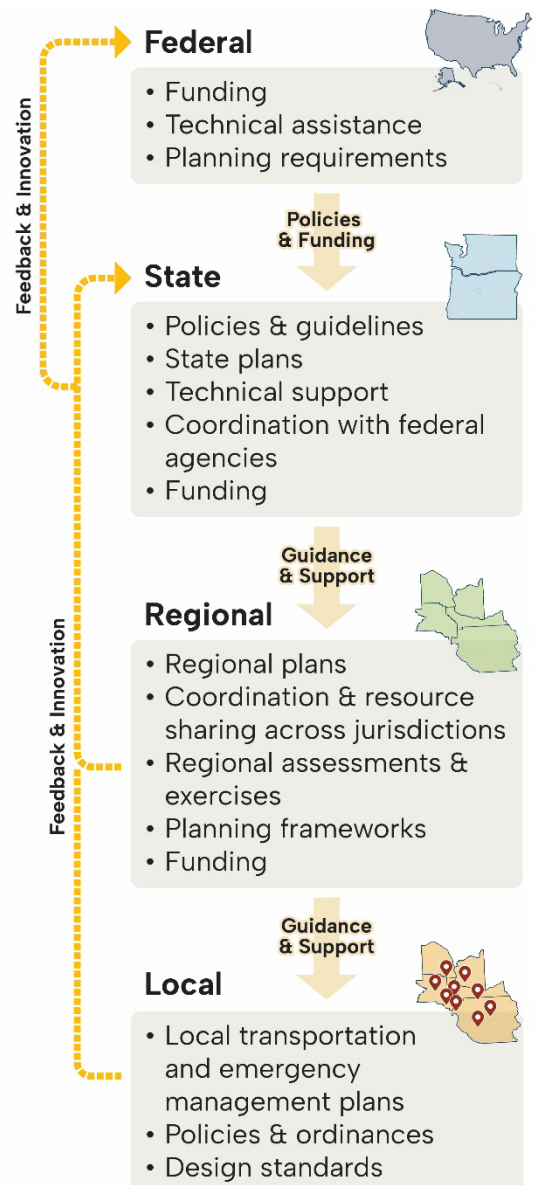 Federal
• Funding
• Technical assistance
• Planning requirements
Policies
& Funding
Feedback & Innovation
State
• Policies & guidelines
• State plans
• Technical support
• Coordination with federal
agencies
• Funding
Guidance
& Support
Regional
• Regional plans
• Coordination & resource
sharing across jurisdictions
• Regional assessments &
exercises
• Planning frameworks
• Funding
Feedback & Innovation
Guidance
& Support
Local
• Local transportation
and emergency
management plans
• Policies & ordinances
• Design standards